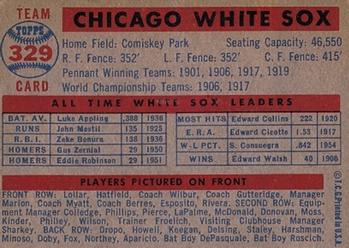 TEAM
TOPPS
329
CARD
CHICAGO WHITE SOX
Home Field: Comiskey Park Seating Capacity: 46,550
R. F. Fence: 352' L. F. Fence: 352' C. F. Fence: 415'
Pennant Winning Teams: 1901, 1906, 1917, 1919
World Championship Teams: 1906, 1917
ALL TIME WHITE SOX LEADERS
BAT. AV. Luke Appling .388 1936 MOST HITS Edward Collins 222 1920
RUNS John Mostil 135 1925 E.R.A. Edward Cicotte 1.53 1917
R.B.I. Zeke Bonura 138 1936 W-L PCT. S. Consuegra .842 1954
HOMERS Gus Zernial 29 1950 WINS Ed Walsh 40 1908
HOMERS Eddie Robinson 29 1951
PLAYERS PICTURED ON FRONT
FRONT ROW: Lollar, Hatfield, Coach Wilbur, Coach Gutteridge, Manager
Marion, Coach Myatt, Coach Berres, Esposito, Rivera. SECOND ROW: Equip-
ment Manager Colledge, Phillips, Pierce, LaPalme, McDonald, Donovan, Moss,
Kinder, Philley, Wilson, Trainer Froelich, Visiting Clubhouse Manager
Sharkey. BACK ROW: Dropo, Howell, Keegan, Delsing, Staley, Harshman,
Minoso, Doby, Fox, Northey, Aparicio. Bat Boy DePasquale, Bat Boy Rosciah.
© T.C.G. Printed in U.S.A.